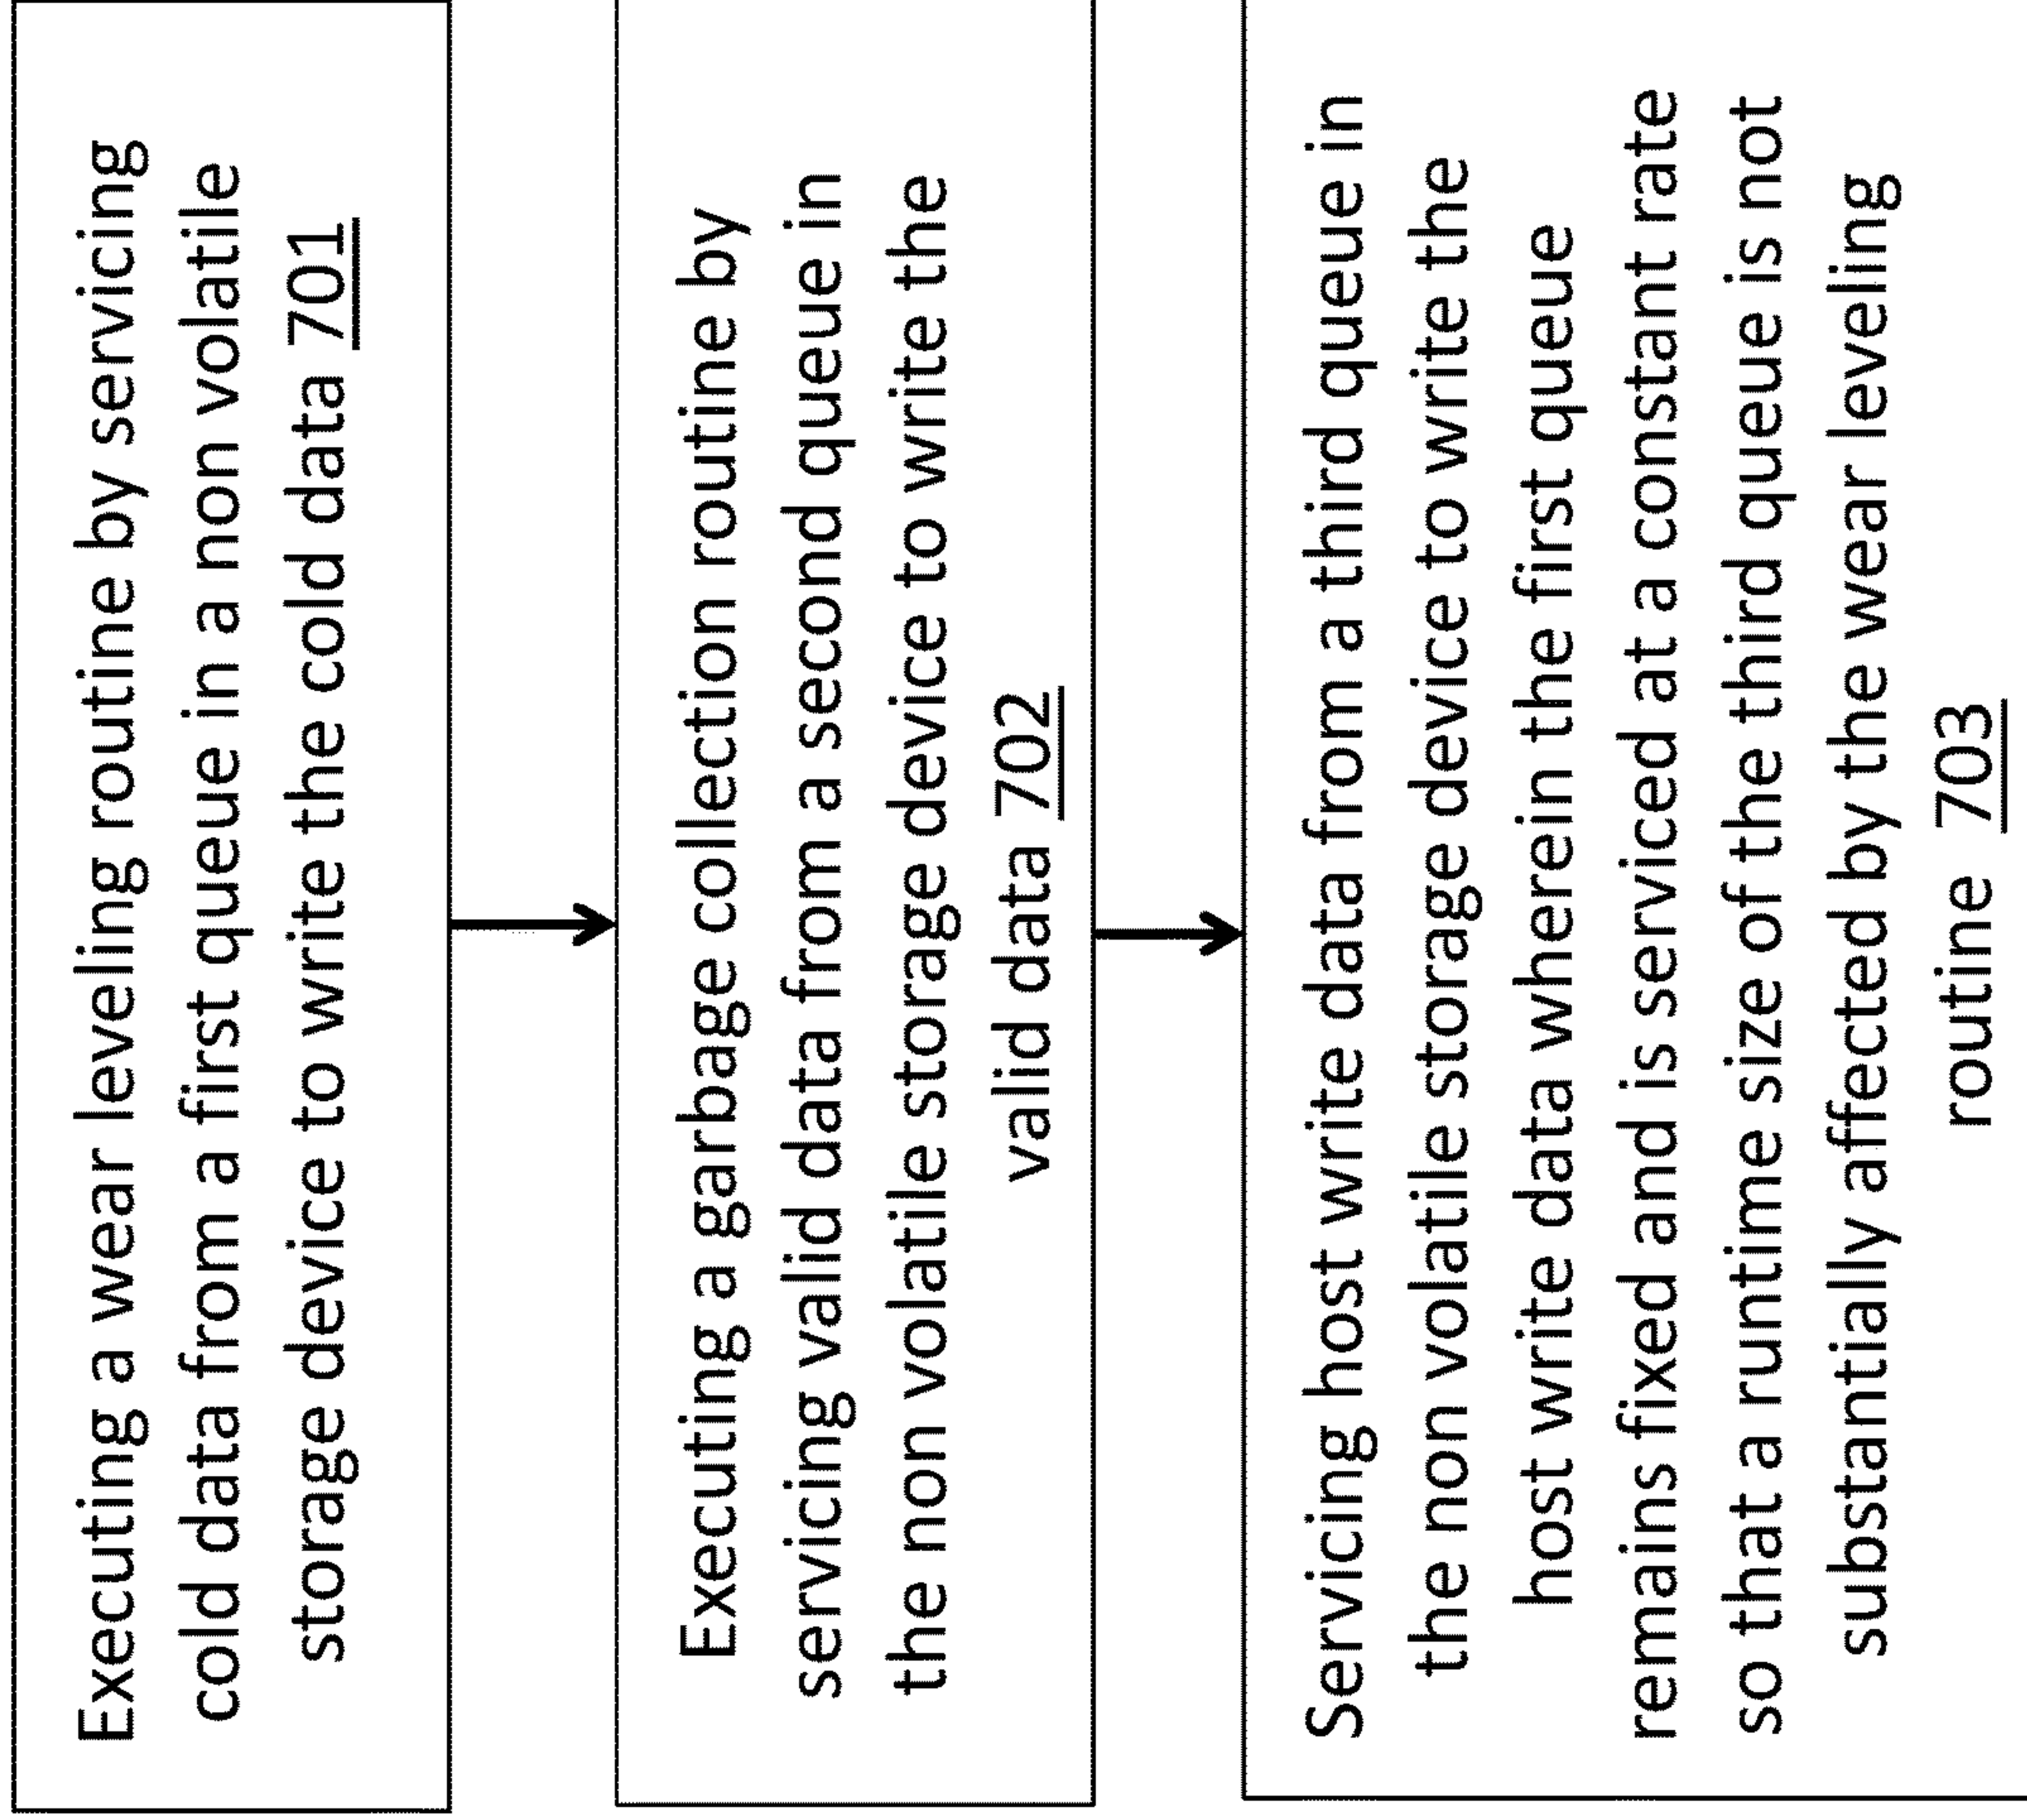 Executing a wear leveling routine by servicing
cold data from a first queue in a non volatile
storage device to write the cold data 701
Executing a garbage collection routine by
servicing valid data from a second queue in
the non volatile storage device to write the
valid data 702
Servicing host write data from a third queue in
the non volatile storage device to write the
host write data wherein the first queue
remains fixed and is serviced at a constant rate
so that a runtime size of the third queue is not
substantially affected by the wear leveling
routine 703